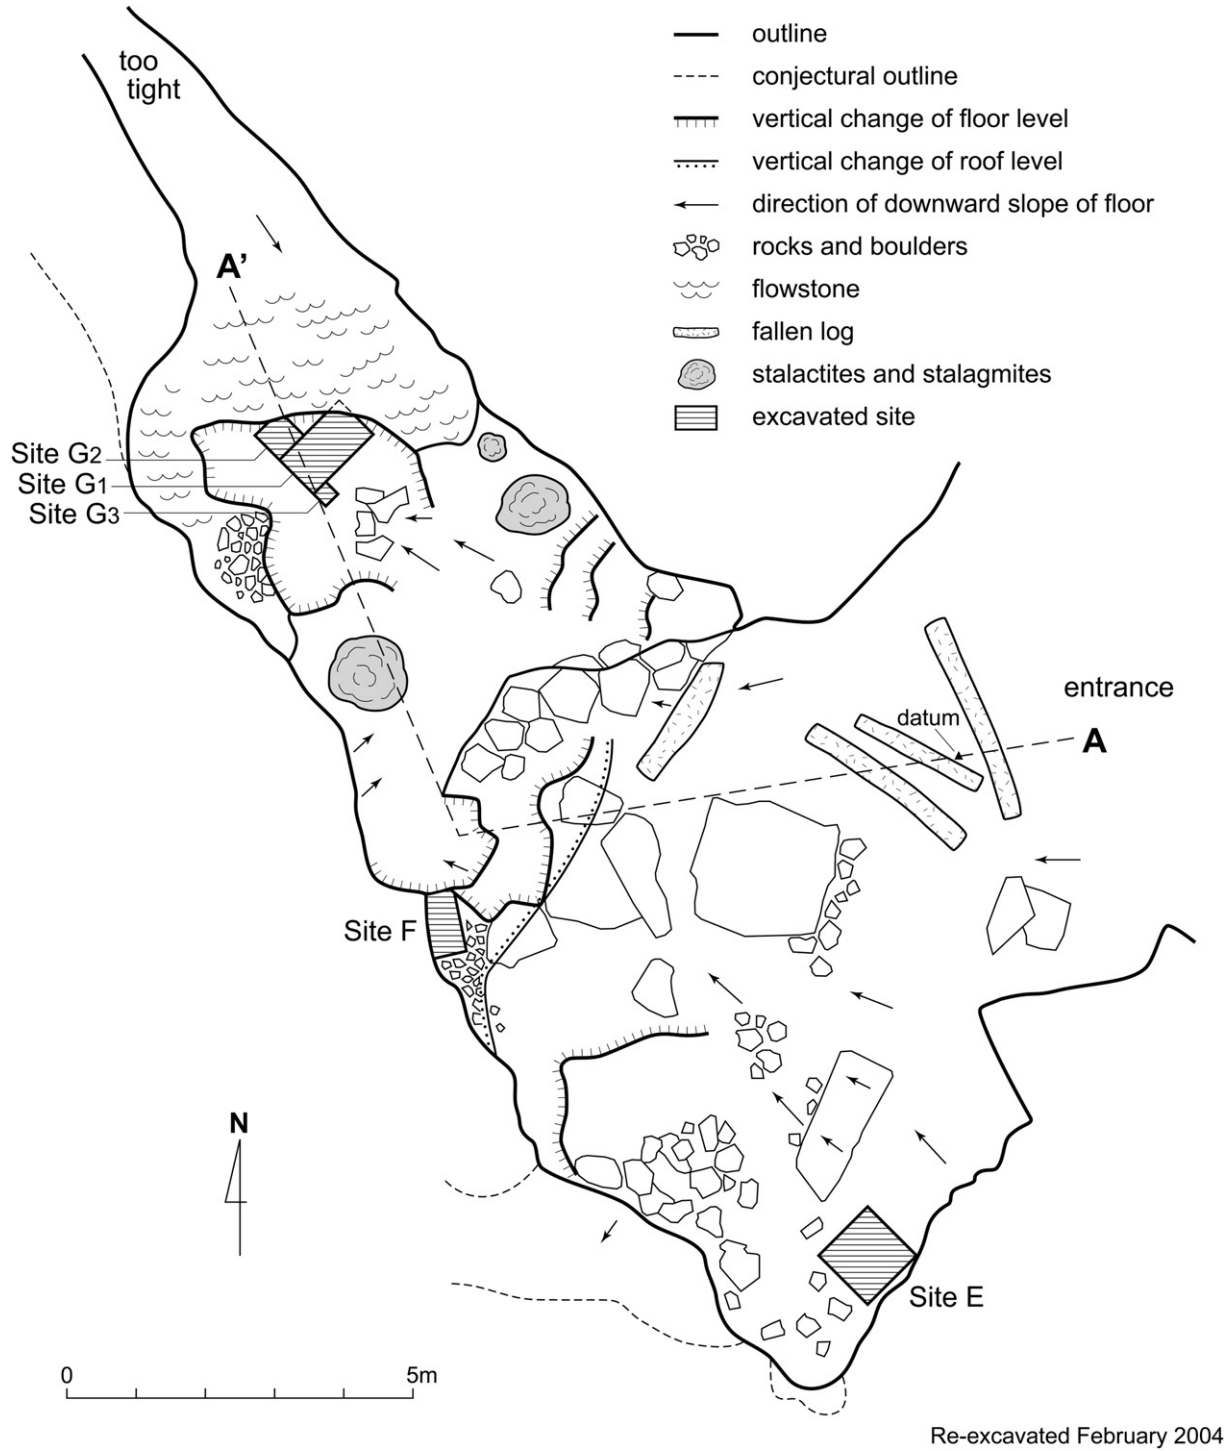 too
tight
outline
conjectural outline
vertical change of floor level
vertical change of roof level
direction of downward slope of floor
rocks and boulders
flowstone
fallen log
stalactites and stalagmites
excavated site
A’
Site G2
Site G1
Site G3
entrance
datum
A
Site F
N
Site E
0 5m
Re-excavated February 2004